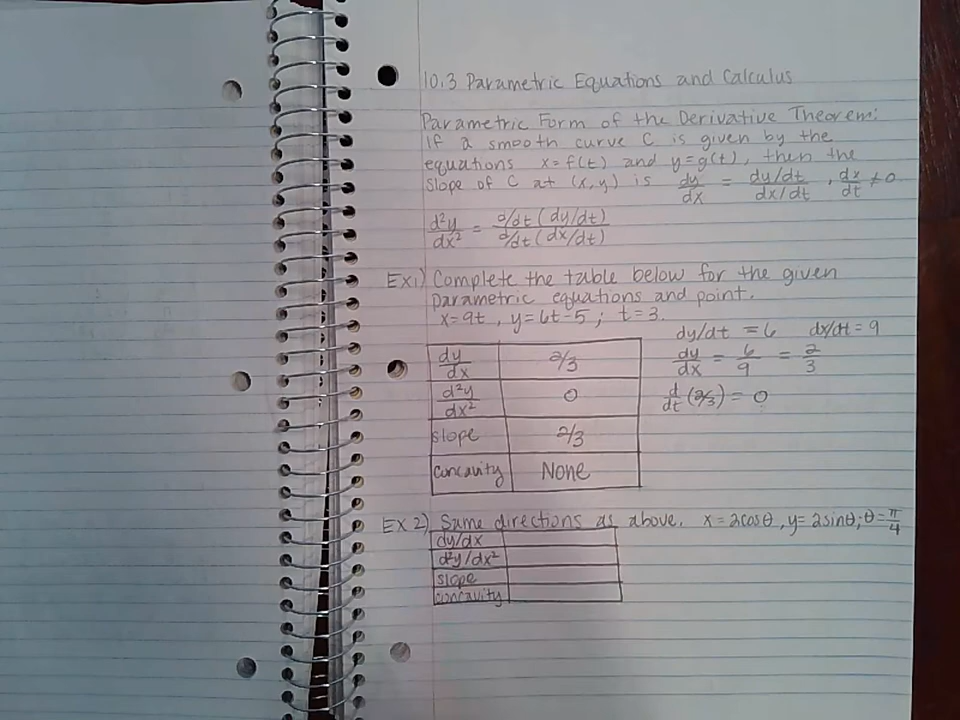 10.3 Parametric Equations and Calculus
Parametric Form of the Derivative Theorem:
If a smooth curve C is given by the
equations x=f(t) and y=g(t), then the
slope of C at (x,y) is dy/dx = (dy/dt)/(dx/dt), dx/dt ≠ 0
d²y/dx² = d/dt(dy/dt) / d/dt(dx/dt)
Ex1) Complete the table below for the given
parametric equations and point.
x=9t, y=6t-5; t=3.
dy/dt = 6 dx/dt = 9
dy/dx = 6/9 = 2/3
d/dt (2/3) = 0
dy/dx 2/3
d²y/dx² 0
slope 2/3
concavity None
Ex 2) Same directions as above. x=2cosθ, y=2sinθ; θ=π/4
dy/dx
d²y/dx²
slope
concavity